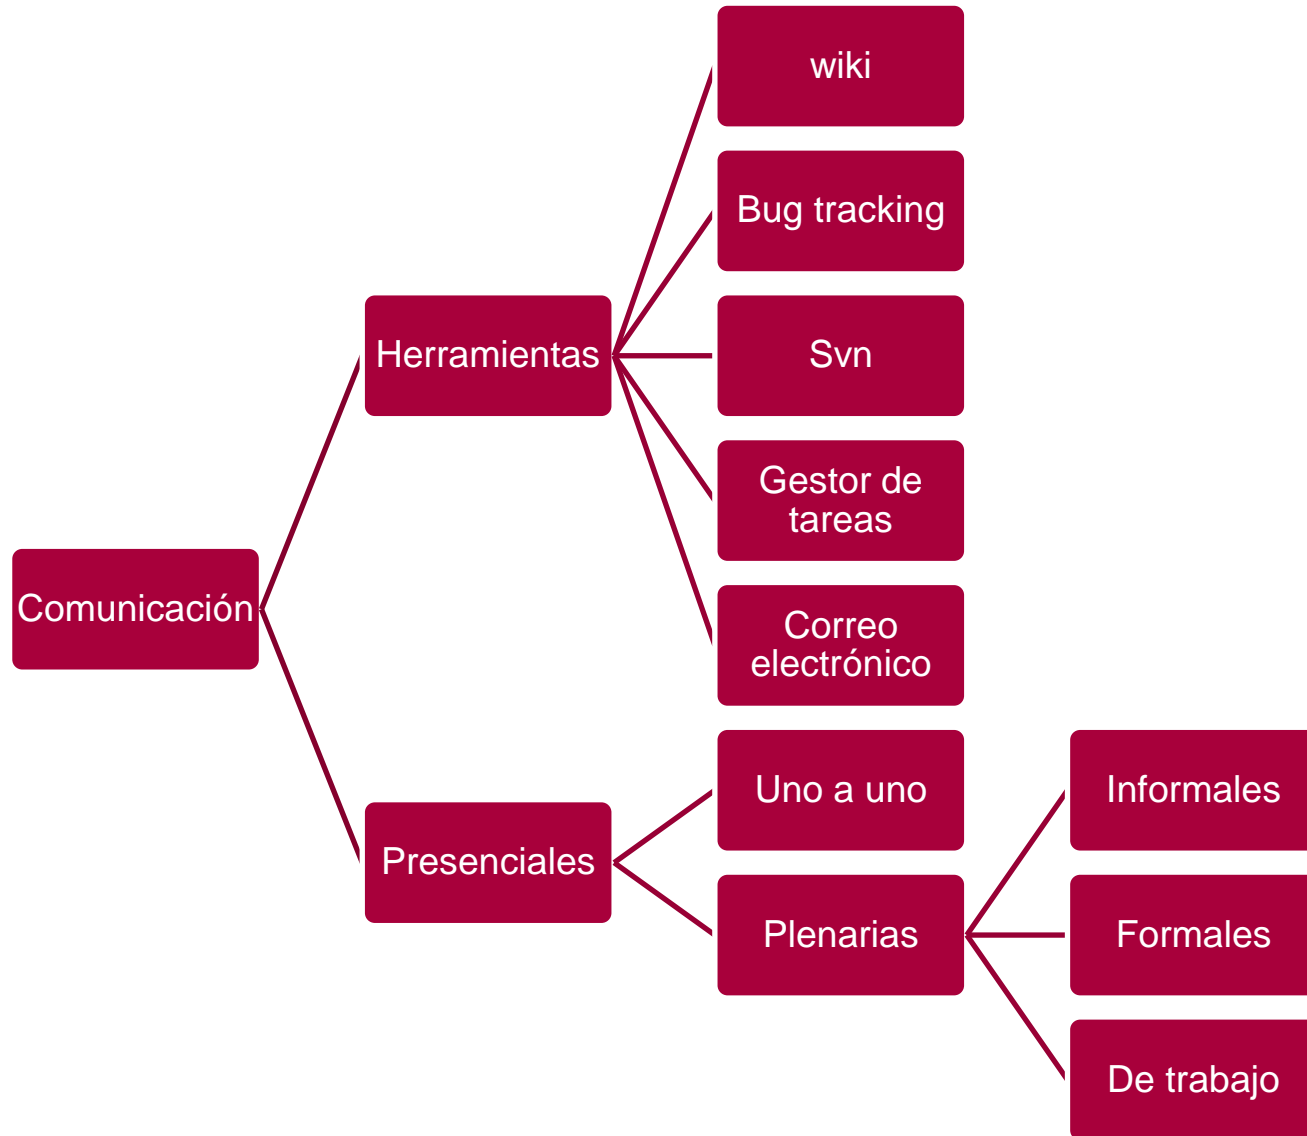 wiki
Bug tracking
Herramientas
Svn
Gestor de
tareas
Comunicación
Correo
electrónico
Uno a uno
Informales
Presenciales
Plenarias
Formales
De trabajo